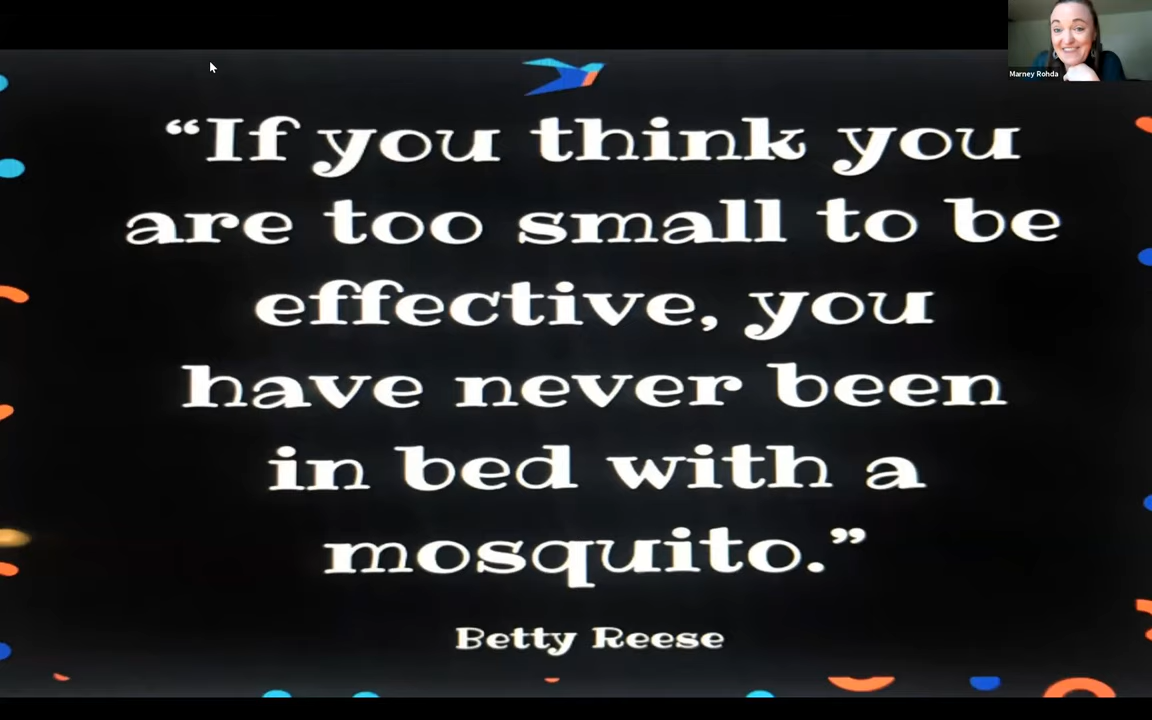 Marney Rohda
“If you think you
are too small to be
effective, you
have never been
in bed with a
mosquito.”
Betty Reese